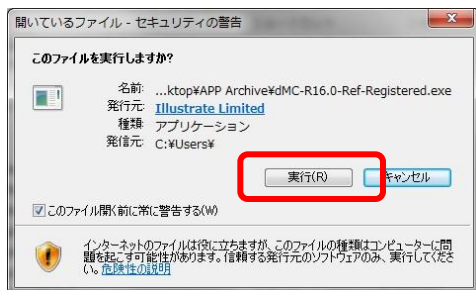 開いているファイル - セキュリティの警告
このファイルを実行しますか?
名前: ...ktop¥APP Archive¥dMC-R16.0-Ref-Registered.exe
発行元: Illustrate Limited
種類: アプリケーション
発信元: C:¥Users¥
実行(R) キャンセル
このファイル開く前に常に警告する(W)
インターネットのファイルは役に立ちますが、このファイルの種類はコンピューターに問
題を起こす可能性があります。信頼する発行元のソフトウェアのみ、実行してくださ
い。危険性の説明